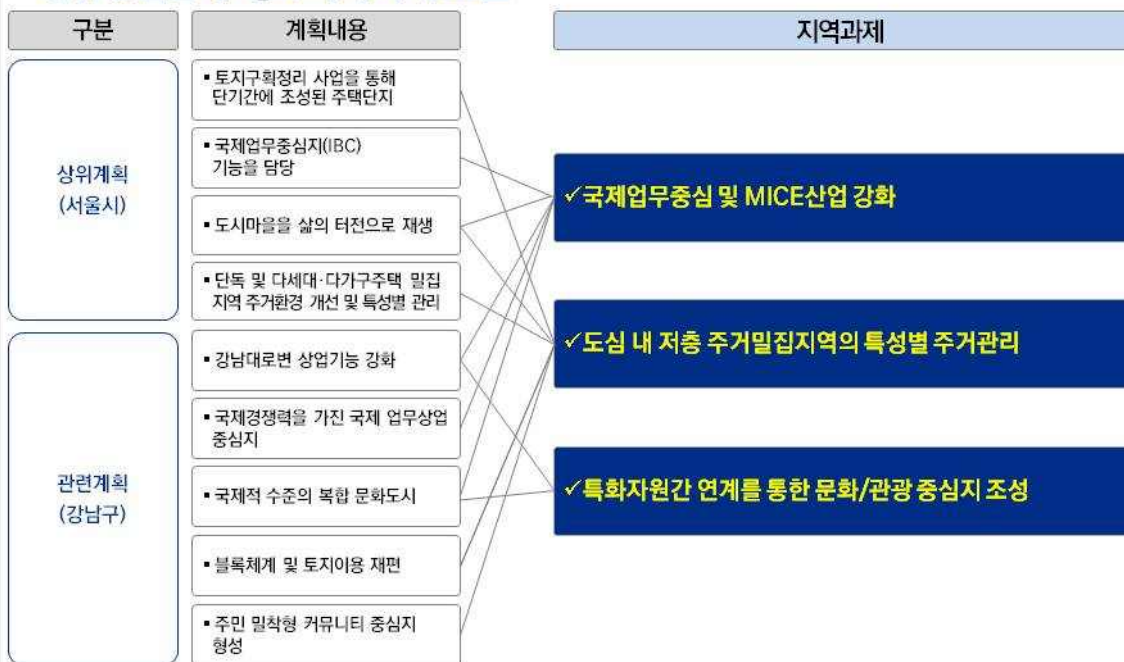 구분
계획내용
지역과제
상위계획
(서울시)
▪ 토지구획정리 사업을 통해
단기간에 조성된 주택단지
▪ 국제업무중심지(IBC)
기능을 담당
▪ 도시마을을 삶의 터전으로 재생
▪ 단독 및 다세대·다가구주택 밀집
지역 주거환경 개선 및 특성별 관리
관련계획
(강남구)
▪ 강남대로변 상업기능 강화
▪ 국제경쟁력을 가진 국제 업무상업
중심지
▪ 국제적 수준의 복합 문화도시
▪ 블록체계 및 토지이용 재편
▪ 주민 밀착형 커뮤니티 중심지
형성
✓국제업무중심 및 MICE산업 강화
✓도심 내 저층 주거밀집지역의 특성별 주거관리
✓특화자원간 연계를 통한 문화/관광 중심지 조성